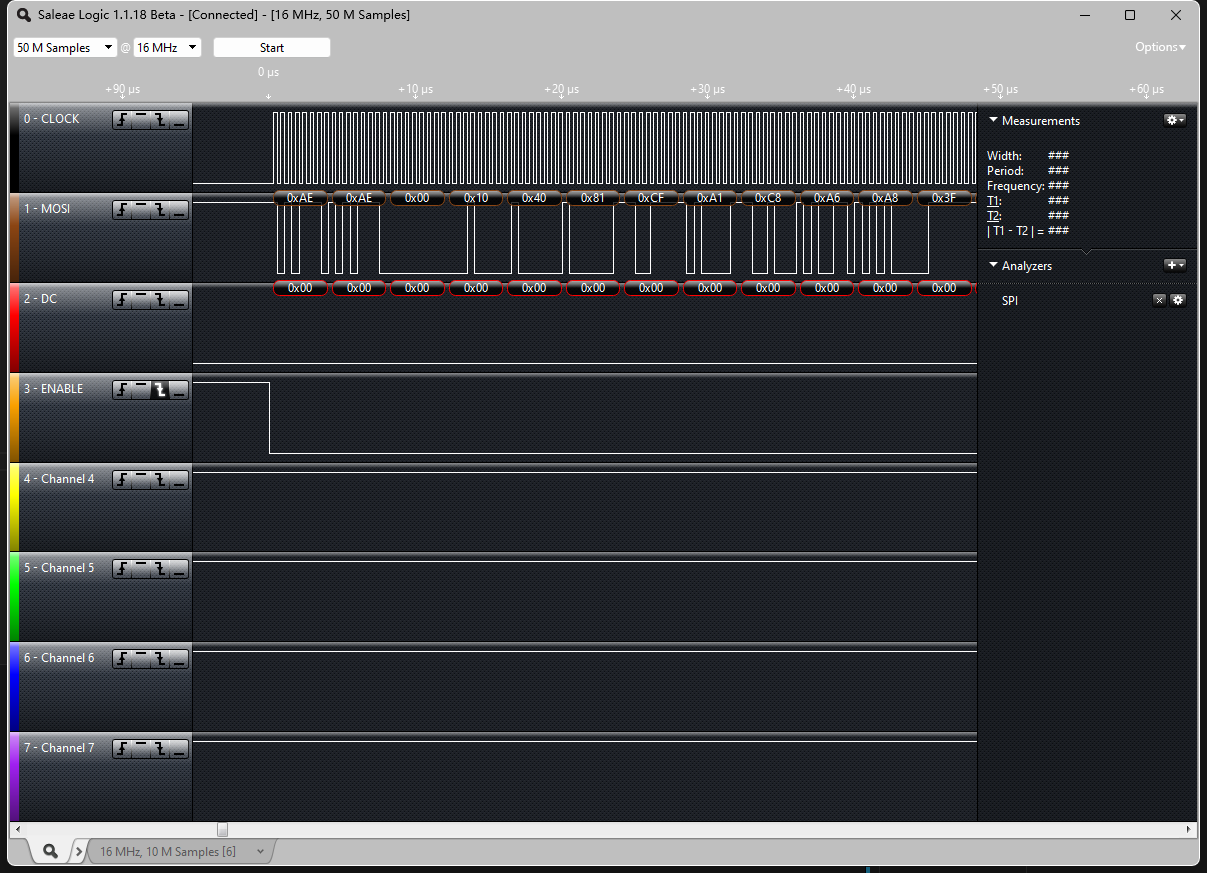 Saleae Logic 1.1.18 Beta - [Connected] - [16 MHz, 50 M Samples]
50 M Samples @ 16 MHz Start Options
0 µs
+90 µs +10 µs +20 µs +30 µs +40 µs +50 µs +60 µs
0 - CLOCK
Measurements
Width: ###
Period: ###
Frequency: ###
T1: ###
T2: ###
| T1 - T2 | = ###
0xAE 0xAE 0x00 0x10 0x40 0x81 0xCF 0xA1 0xC8 0xA6 0xA8 0x3F
1 - MOSI
Analyzers
0x00 0x00 0x00 0x00 0x00 0x00 0x00 0x00 0x00 0x00 0x00 0x00
2 - DC
SPI
3 - ENABLE
4 - Channel 4
5 - Channel 5
6 - Channel 6
7 - Channel 7
16 MHz, 10 M Samples [6]